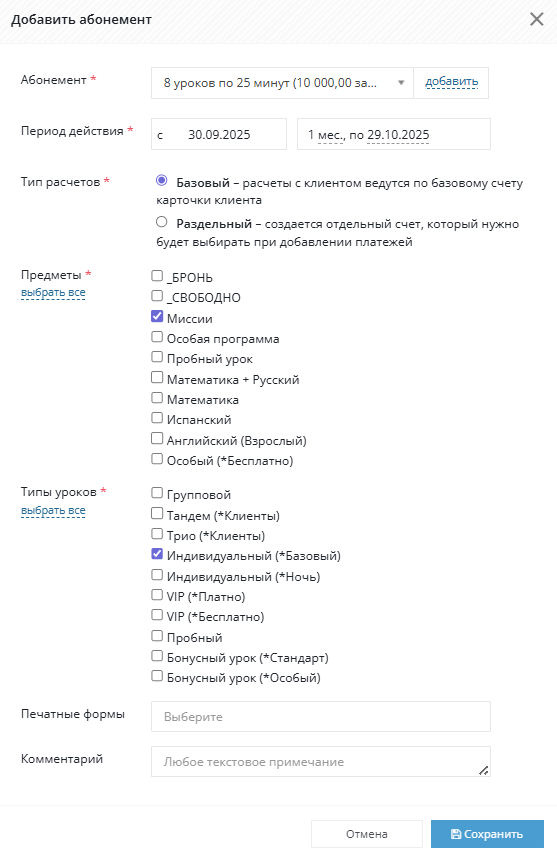 Добавить абонемент
Абонемент *
8 уроков по 25 минут (10 000,00 за...
добавить
Период действия *
с 30.09.2025
1 мес., по 29.10.2025
Тип расчетов *
Базовый – расчеты с клиентом ведутся по базовому счету
карточки клиента
Раздельный – создается отдельный счет, который нужно
будет выбирать при добавлении платежей
Предметы *
выбрать все
_БРОНЬ
_СВОБОДНО
Миссии
Особая программа
Пробный урок
Математика + Русский
Математика
Испанский
Английский (Взрослый)
Особый (*Бесплатно)
Типы уроков *
выбрать все
Групповой
Тандем (*Клиенты)
Трио (*Клиенты)
Индивидуальный (*Базовый)
Индивидуальный (*Ночь)
VIP (*Платно)
VIP (*Бесплатно)
Пробный
Бонусный урок (*Стандарт)
Бонусный урок (*Особый)
Печатные формы
Выберите
Комментарий
Любое текстовое примечание
Отмена
Сохранить